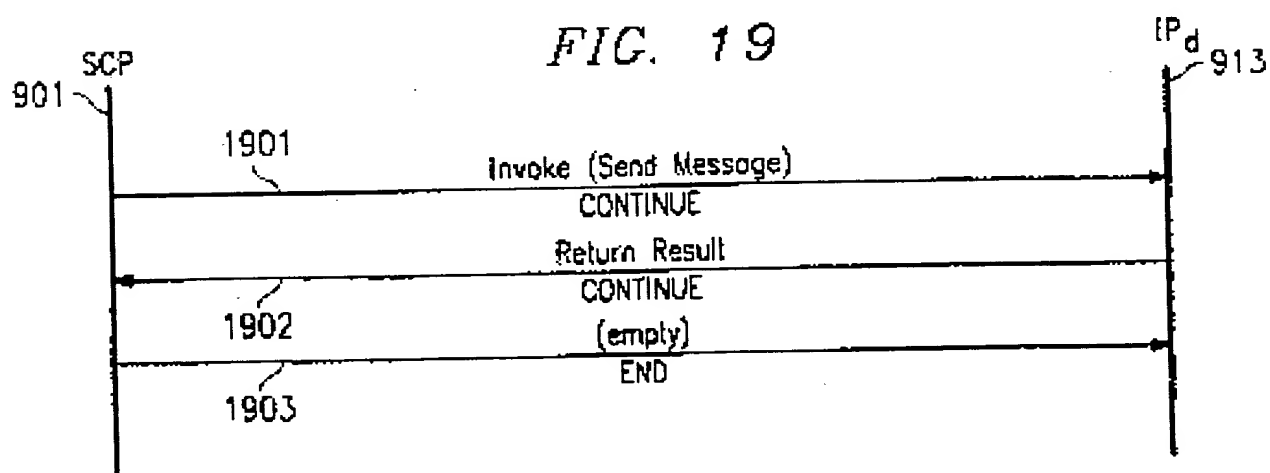 FIG. 19
SCP
IPd
901
913
1901
Invoke (Send Message)
CONTINUE
Return Result
CONTINUE
1902
(empty)
END
1903